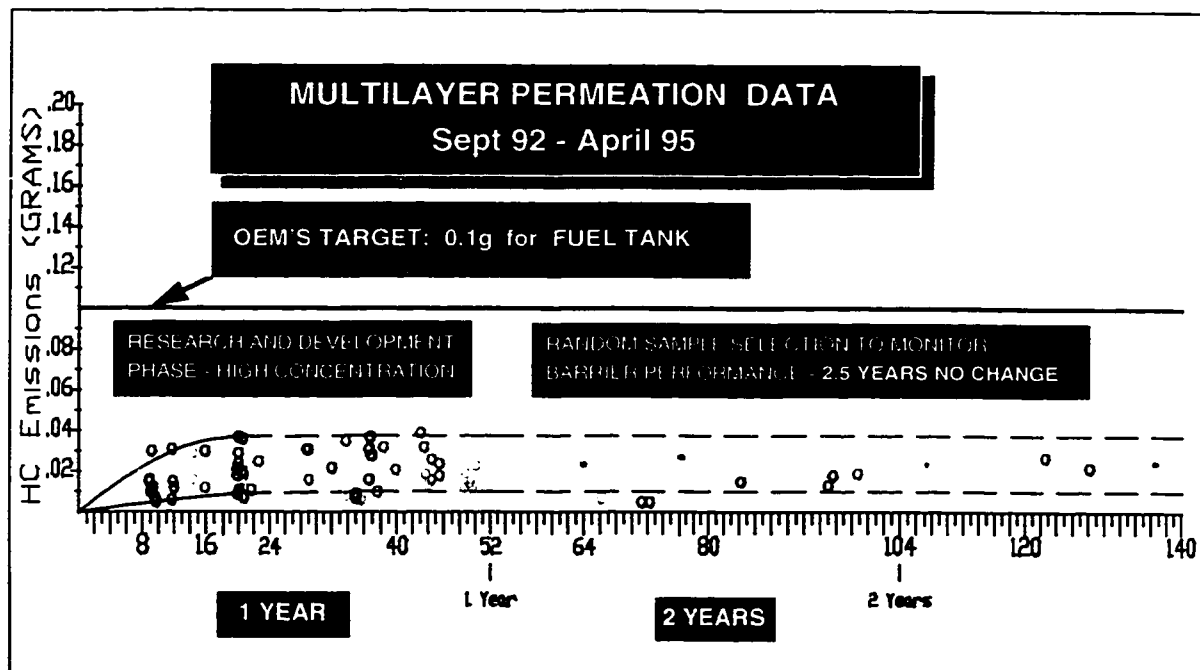 MULTILAYER PERMEATION DATA
Sept 92 - April 95
OEM'S TARGET: 0.1g for FUEL TANK
HC Emissions (GRAMS)
.20
.18
.16
.14
.12
.08
.06
.04
.02
RESEARCH AND DEVELOPMENT
PHASE - HIGH CONCENTRATION
RANDOM SAMPLE SELECTION TO MONITOR
BARRIER PERFORMANCE - 2.5 YEARS NO CHANGE
8 16 24 40 52 64 80 104 120 140
1 Year
2 Years
1 YEAR
2 YEARS